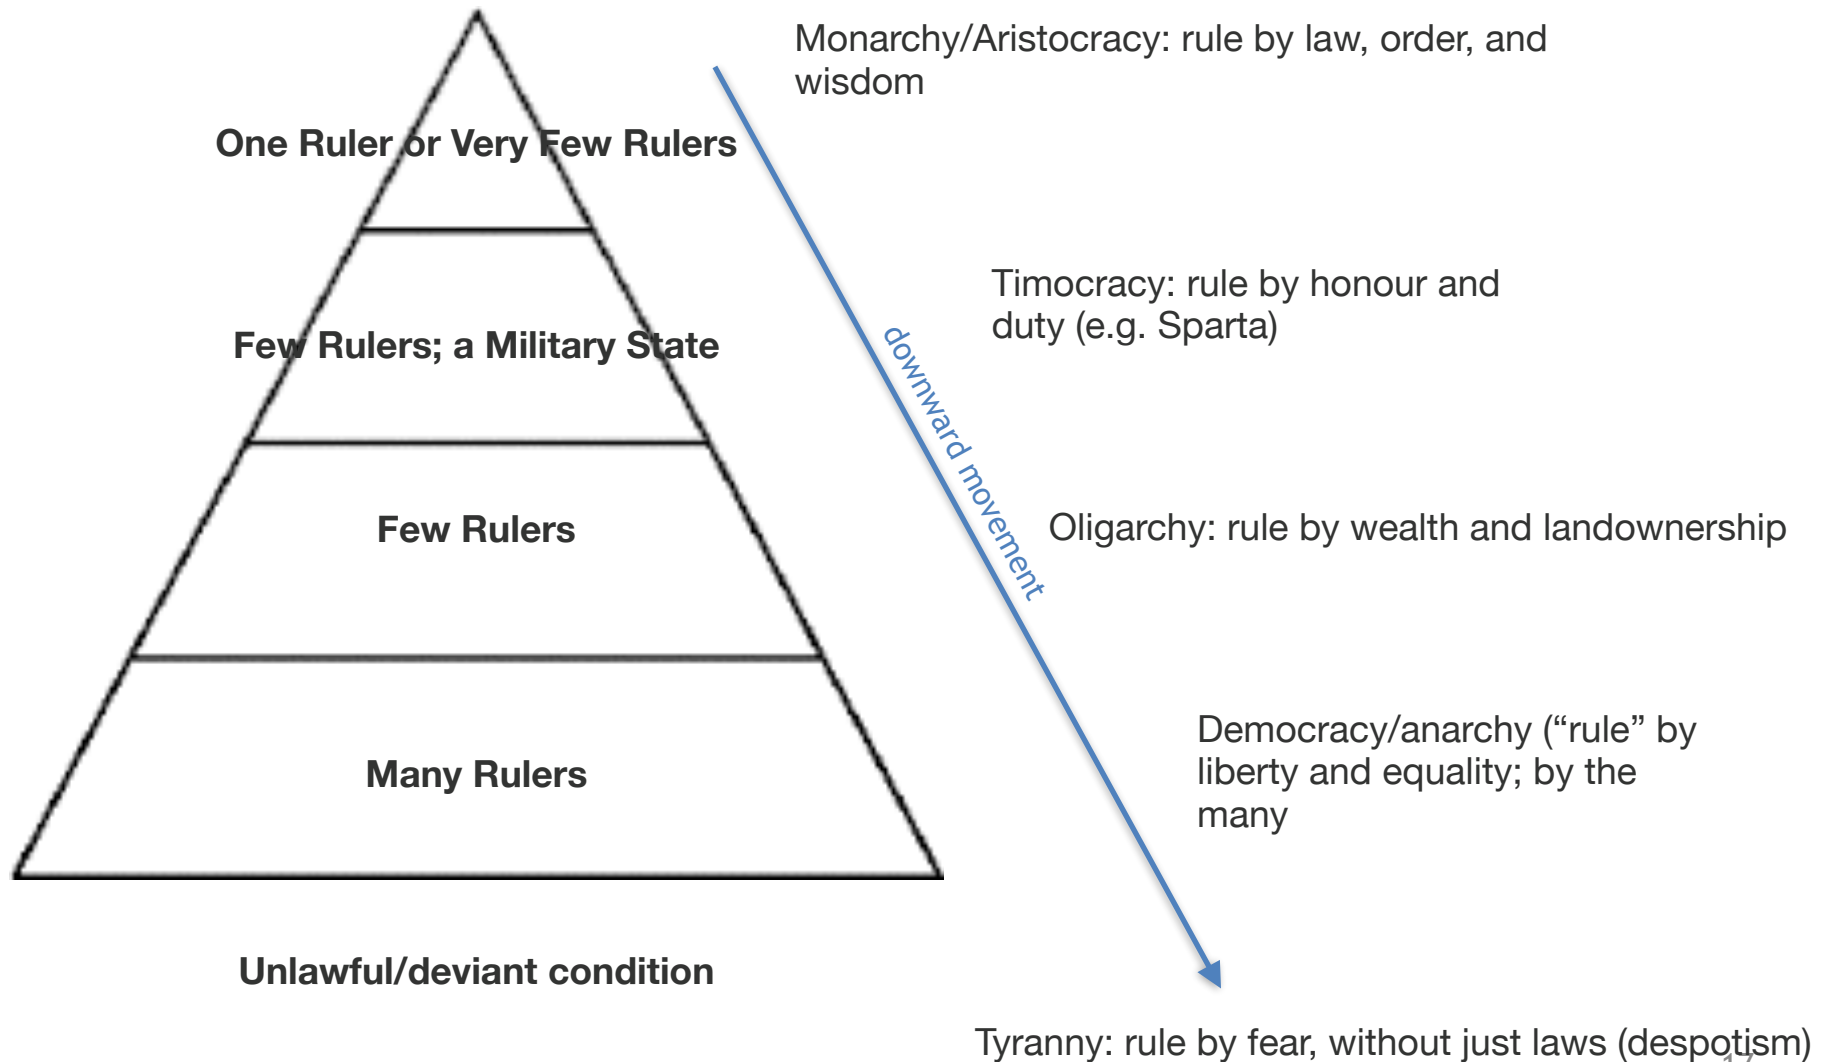 Monarchy/Aristocracy: rule by law, order, and
wisdom
One Ruler or Very Few Rulers
Timocracy: rule by honour and
duty (e.g. Sparta)
Few Rulers; a Military State
downward movement
Oligarchy: rule by wealth and landownership
Few Rulers
Democracy/anarchy (“rule” by
liberty and equality; by the
many
Many Rulers
Unlawful/deviant condition
Tyranny: rule by fear, without just laws (despotism)